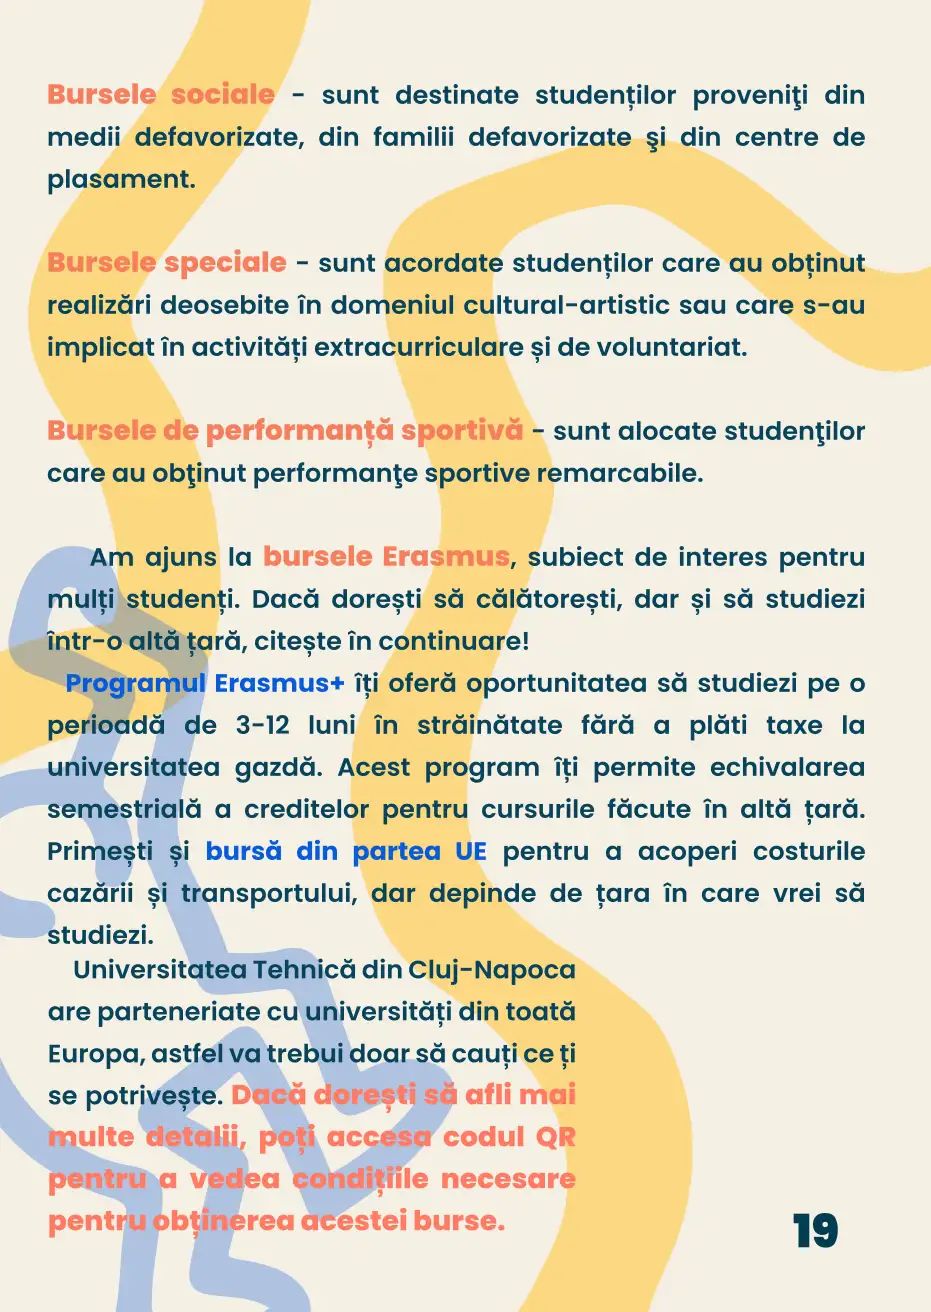 Bursele sociale - sunt destinate studenților proveniţi din
medii defavorizate, din familii defavorizate şi din centre de
plasament.
Bursele speciale - sunt acordate studenților care au obținut
realizări deosebite în domeniul cultural-artistic sau care s-au
implicat în activități extracurriculare și de voluntariat.
Bursele de performanță sportivă - sunt alocate studenţilor
care au obţinut performanţe sportive remarcabile.
Am ajuns la bursele Erasmus, subiect de interes pentru
mulți studenți. Dacă dorești să călătorești, dar și să studiezi
într-o altă țară, citește în continuare!
Programul Erasmus+ îți oferă oportunitatea să studiezi pe o
perioadă de 3-12 luni în străinătate fără a plăti taxe la
universitatea gazdă. Acest program îți permite echivalarea
semestrială a creditelor pentru cursurile făcute în altă țară.
Primești și bursă din partea UE pentru a acoperi costurile
cazării și transportului, dar depinde de țara în care vrei să
studiezi.
Universitatea Tehnică din Cluj-Napoca
are parteneriate cu universități din toată
Europa, astfel va trebui doar să cauți ce ți
se potrivește. Dacă dorești să afli mai
multe detalii, poți accesa codul QR
pentru a vedea condițiile necesare
pentru obținerea acestei burse.
19